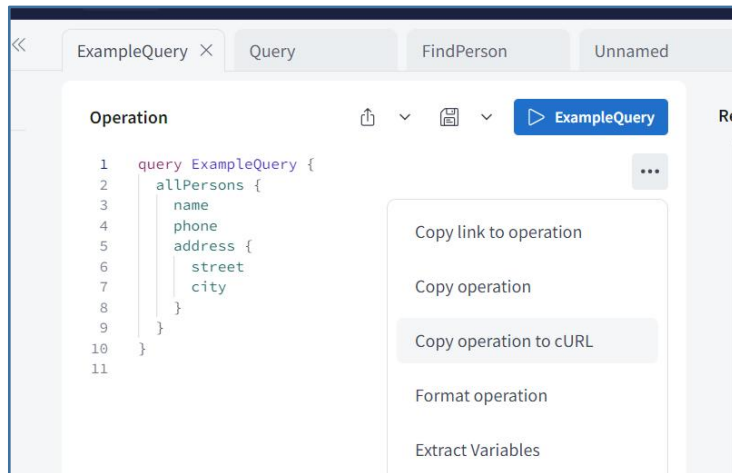 ExampleQuery
Query
FindPerson
Unnamed
Operation
ExampleQuery
1 query ExampleQuery {
2 allPersons {
3 name
4 phone
5 address {
6 street
7 city
8 }
9 }
10 }
11
Copy link to operation
Copy operation
Copy operation to cURL
Format operation
Extract Variables